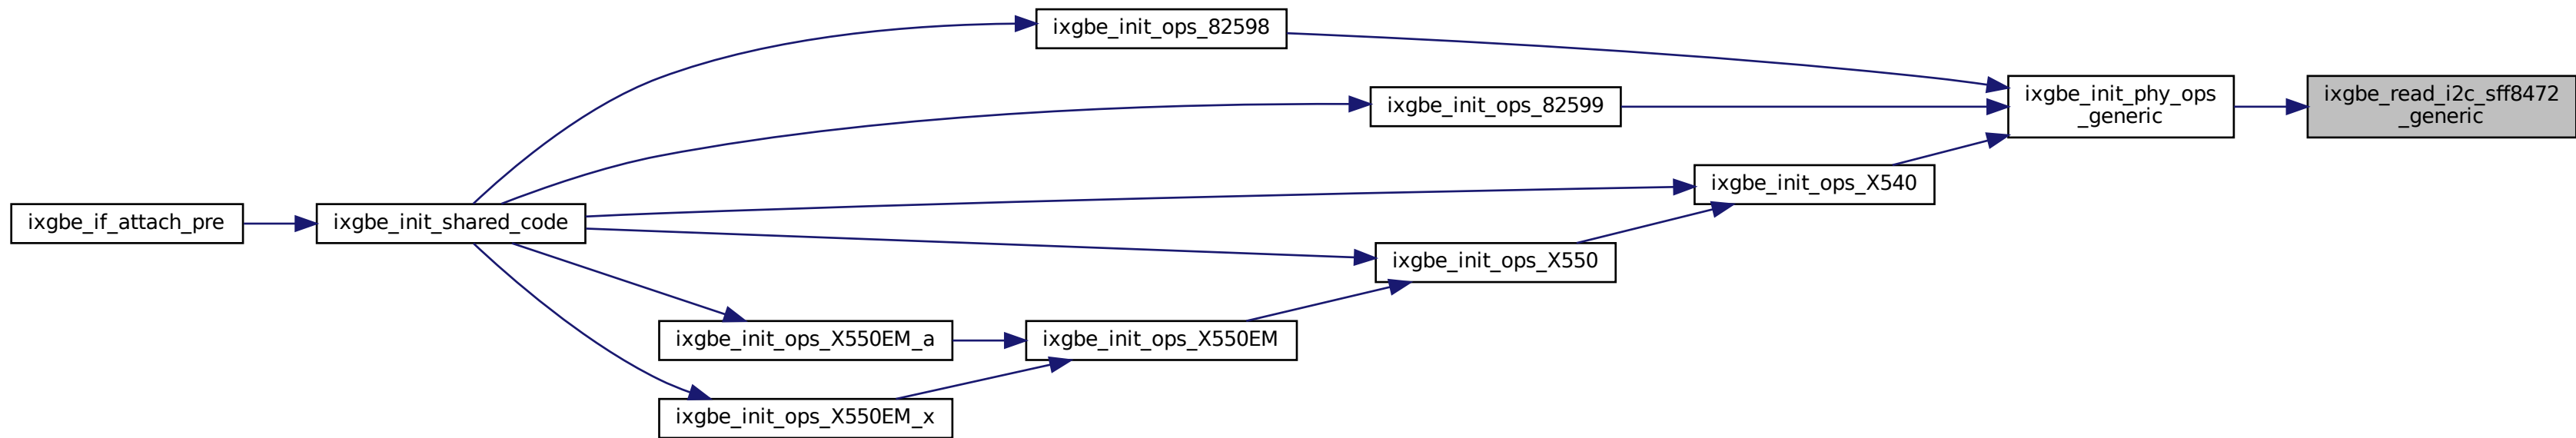 ixgbe_init_ops_82598
ixgbe_init_ops_82599
ixgbe_init_phy_ops
_generic
ixgbe_read_i2c_sff8472
_generic
ixgbe_init_ops_X540
ixgbe_if_attach_pre
ixgbe_init_shared_code
ixgbe_init_ops_X550
ixgbe_init_ops_X550EM_a
ixgbe_init_ops_X550EM
ixgbe_init_ops_X550EM_x